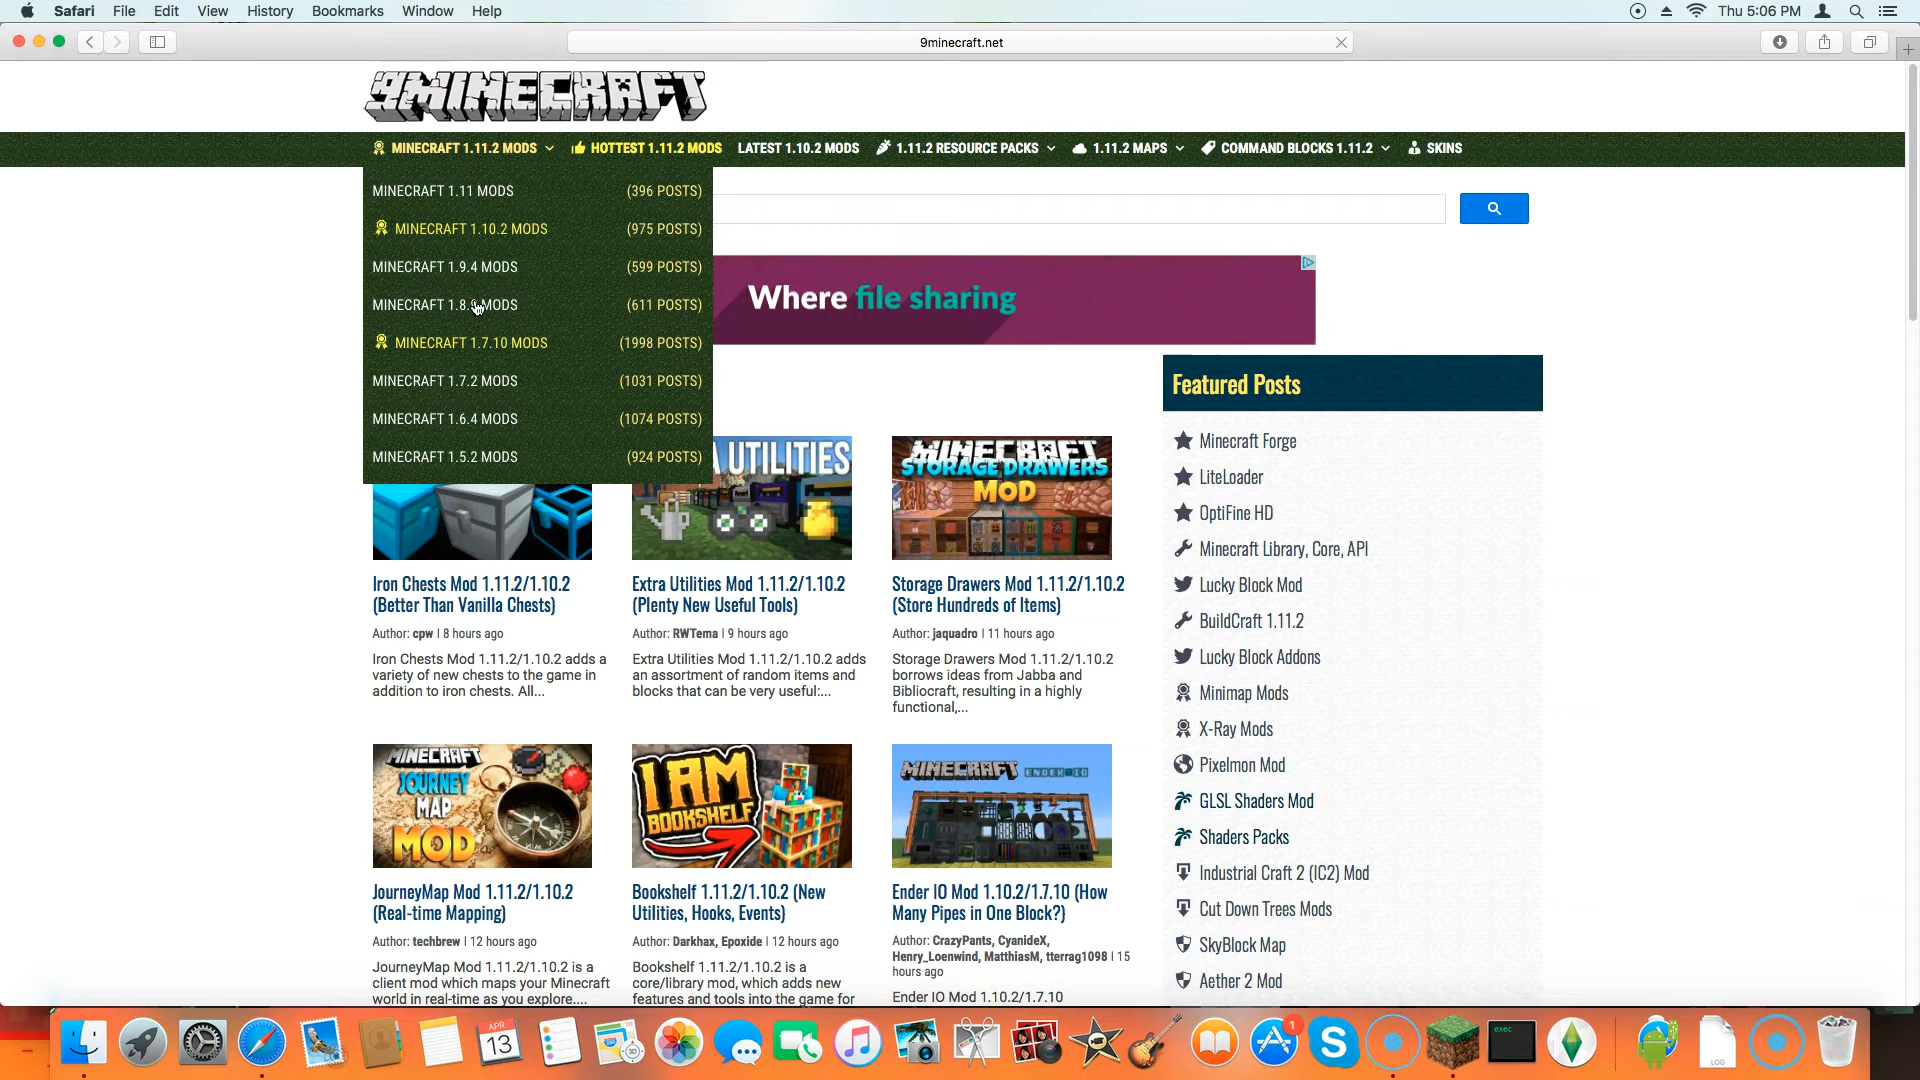 Safari File Edit View History Bookmarks Window Help Thu 5:06 PM
9minecraft.net
9MINECRAFT
MINECRAFT 1.11.2 MODS HOTTEST 1.11.2 MODS LATEST 1.10.2 MODS 1.11.2 RESOURCE PACKS 1.11.2 MAPS COMMAND BLOCKS 1.11.2 SKINS
MINECRAFT 1.11 MODS (396 POSTS)
MINECRAFT 1.10.2 MODS (975 POSTS)
MINECRAFT 1.9.4 MODS (599 POSTS)
MINECRAFT 1.8. MODS (611 POSTS)
MINECRAFT 1.7.10 MODS (1998 POSTS)
MINECRAFT 1.7.2 MODS (1031 POSTS)
MINECRAFT 1.6.4 MODS (1074 POSTS)
MINECRAFT 1.5.2 MODS (924 POSTS)
Where file sharing
UTILITIES
MINECRAFT
STORAGE DRAWERS
MOD
Iron Chests Mod 1.11.2/1.10.2
(Better Than Vanilla Chests)
Author: cpw | 8 hours ago
Iron Chests Mod 1.11.2/1.10.2 adds a
variety of new chests to the game in
addition to iron chests. All...
Extra Utilities Mod 1.11.2/1.10.2
(Plenty New Useful Tools)
Author: RWTema | 9 hours ago
Extra Utilities Mod 1.11.2/1.10.2 adds
an assortment of random items and
blocks that can be very useful:...
Storage Drawers Mod 1.11.2/1.10.2
(Store Hundreds of Items)
Author: jaquadro | 11 hours ago
Storage Drawers Mod 1.11.2/1.10.2
borrows ideas from Jabba and
Bibliocraft, resulting in a highly
functional,...
MINECRAFT
JOURNEY
MAP
MOD
I AM
BOOKSHELF
MINECRAFT ENDER IO
JourneyMap Mod 1.11.2/1.10.2
(Real-time Mapping)
Author: techbrew | 12 hours ago
JourneyMap Mod 1.11.2/1.10.2 is a
client mod which maps your Minecraft
world in real-time as you explore....
Bookshelf 1.11.2/1.10.2 (New
Utilities, Hooks, Events)
Author: Darkhax, Epoxide | 12 hours ago
Bookshelf 1.11.2/1.10.2 is a
core/library mod, which adds new
features and tools into the game for
Ender IO Mod 1.10.2/1.7.10 (How
Many Pipes in One Block?)
Author: CrazyPants, CyanideX,
Henry_Loenwind, MatthiasM, tterrag1098 | 15
hours ago
Ender IO Mod 1.10.2/1.7.10
Featured Posts
Minecraft Forge
LiteLoader
OptiFine HD
Minecraft Library, Core, API
Lucky Block Mod
BuildCraft 1.11.2
Lucky Block Addons
Minimap Mods
X-Ray Mods
Pixelmon Mod
GLSL Shaders Mod
Shaders Packs
Industrial Craft 2 (IC2) Mod
Cut Down Trees Mods
SkyBlock Map
Aether 2 Mod
APR
13
3D
1
exec
LOG